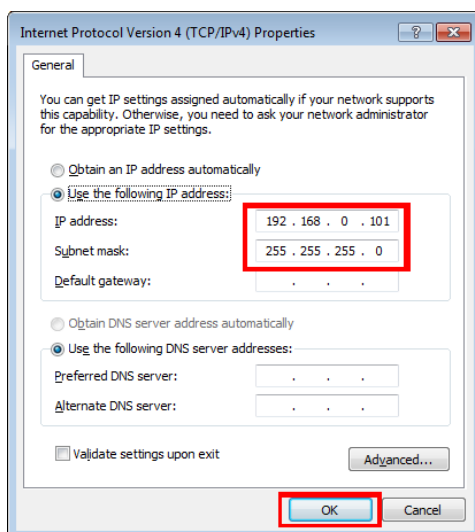 Internet Protocol Version 4 (TCP/IPv4) Properties
General
You can get IP settings assigned automatically if your network supports
this capability. Otherwise, you need to ask your network administrator
for the appropriate IP settings.
Obtain an IP address automatically
Use the following IP address:
IP address: 192 . 168 . 0 . 101
Subnet mask: 255 . 255 . 255 . 0
Default gateway: . . .
Obtain DNS server address automatically
Use the following DNS server addresses:
Preferred DNS server: . . .
Alternate DNS server: . . .
Validate settings upon exit
Advanced...
OK Cancel